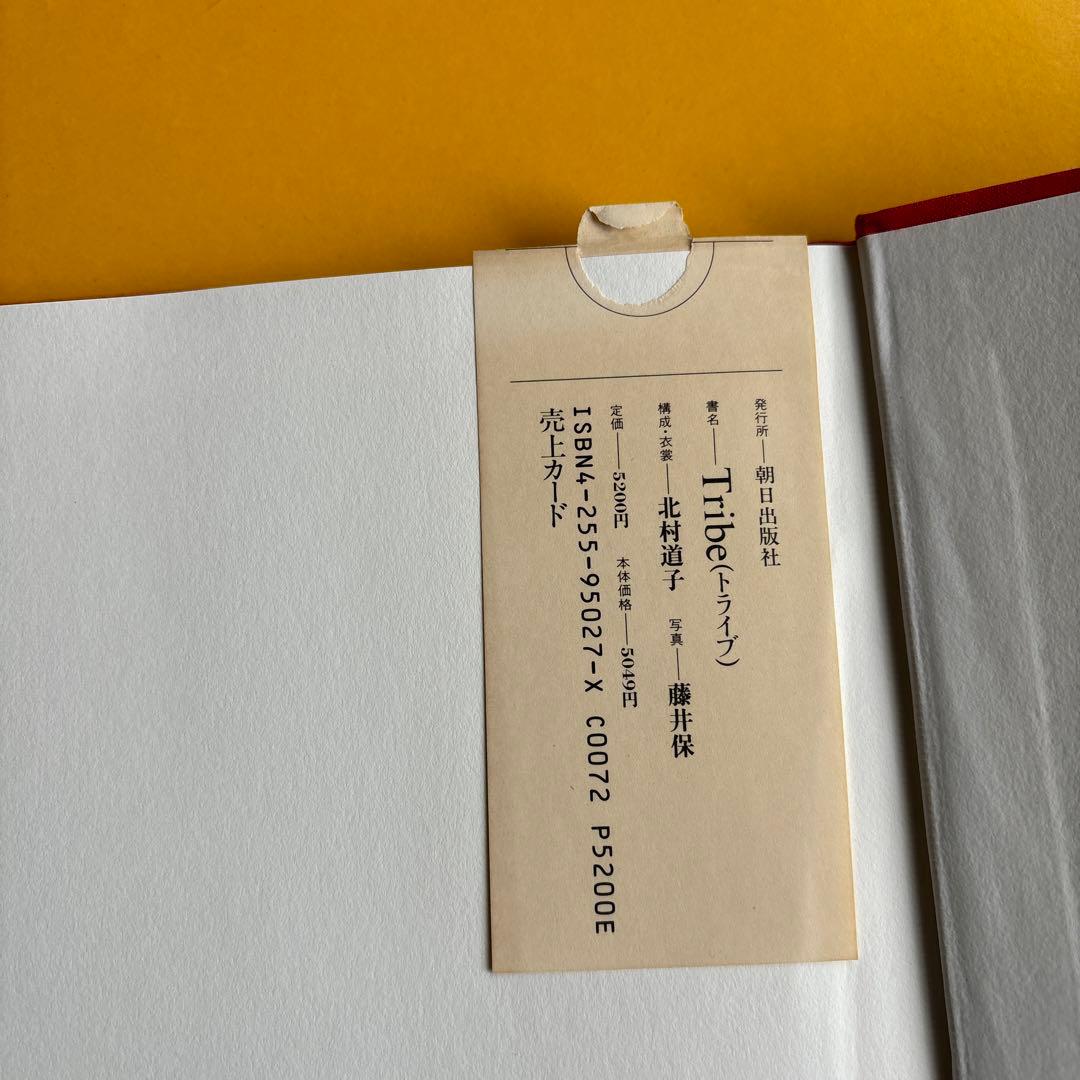 発行所——朝日出版社
書名——Tribe(トライブ)
構成・衣裳——北村道子 写真——藤井保
定価——5200円 本体価格——5049円
ISBN4-255-95027-X C0072 P5200E
売上カード